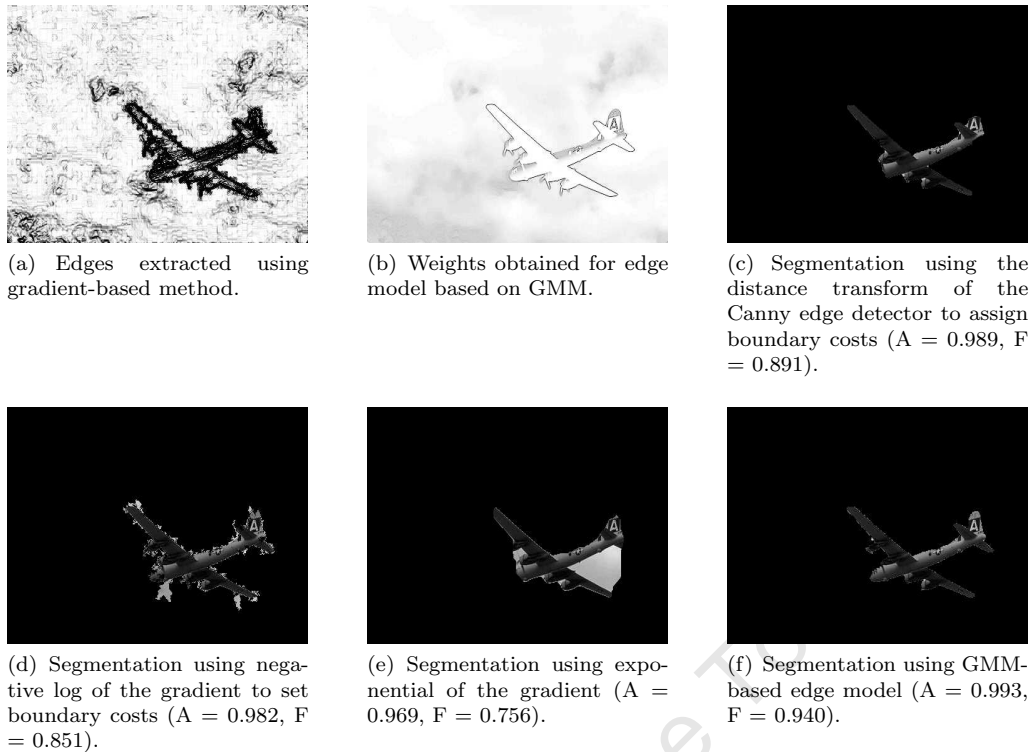 (a) Edges extracted using
gradient-based method.
(b) Weights obtained for edge
model based on GMM.
(c) Segmentation using the
distance transform of the
Canny edge detector to assign
boundary costs (A = 0.989, F
= 0.891).
(d) Segmentation using nega-
tive log of the gradient to set
boundary costs (A = 0.982, F
= 0.851).
(e) Segmentation using expo-
nential of the gradient (A =
0.969, F = 0.756).
(f) Segmentation using GMM-
based edge model (A = 0.993,
F = 0.940).
A
A
A
A
A
e To